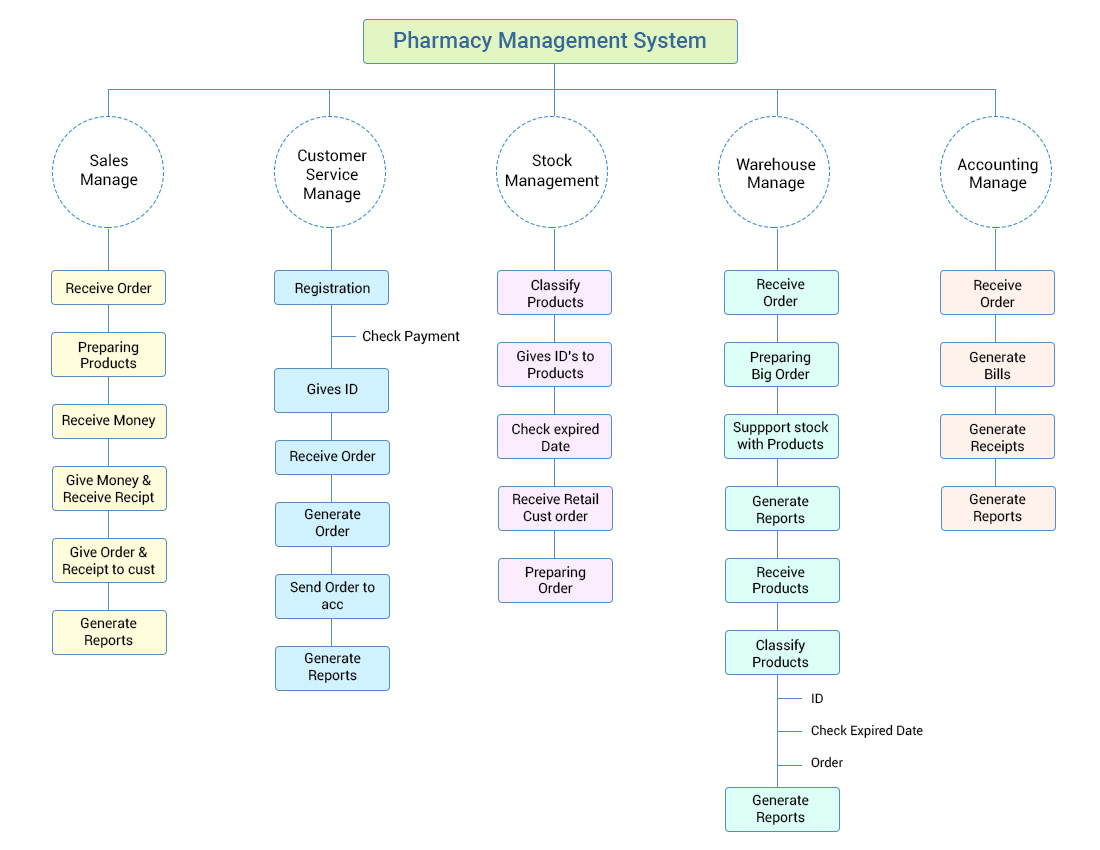 Pharmacy Management System
Sales
Manage
Receive Order
Preparing
Products
Receive Money
Give Money &
Receive Recipt
Give Order &
Receipt to cust
Generate
Reports
Customer
Service
Manage
Registration
Check Payment
Gives ID
Receive Order
Generate
Order
Send Order to
acc
Generate
Reports
Stock
Management
Classify
Products
Gives ID's to
Products
Check expired
Date
Receive Retail
Cust order
Preparing
Order
Warehouse
Manage
Receive
Order
Preparing
Big Order
Suppport stock
with Products
Generate
Reports
Receive
Products
Classify
Products
ID
Check Expired Date
Order
Generate
Reports
Accounting
Manage
Receive
Order
Generate
Bills
Generate
Receipts
Generate
Reports